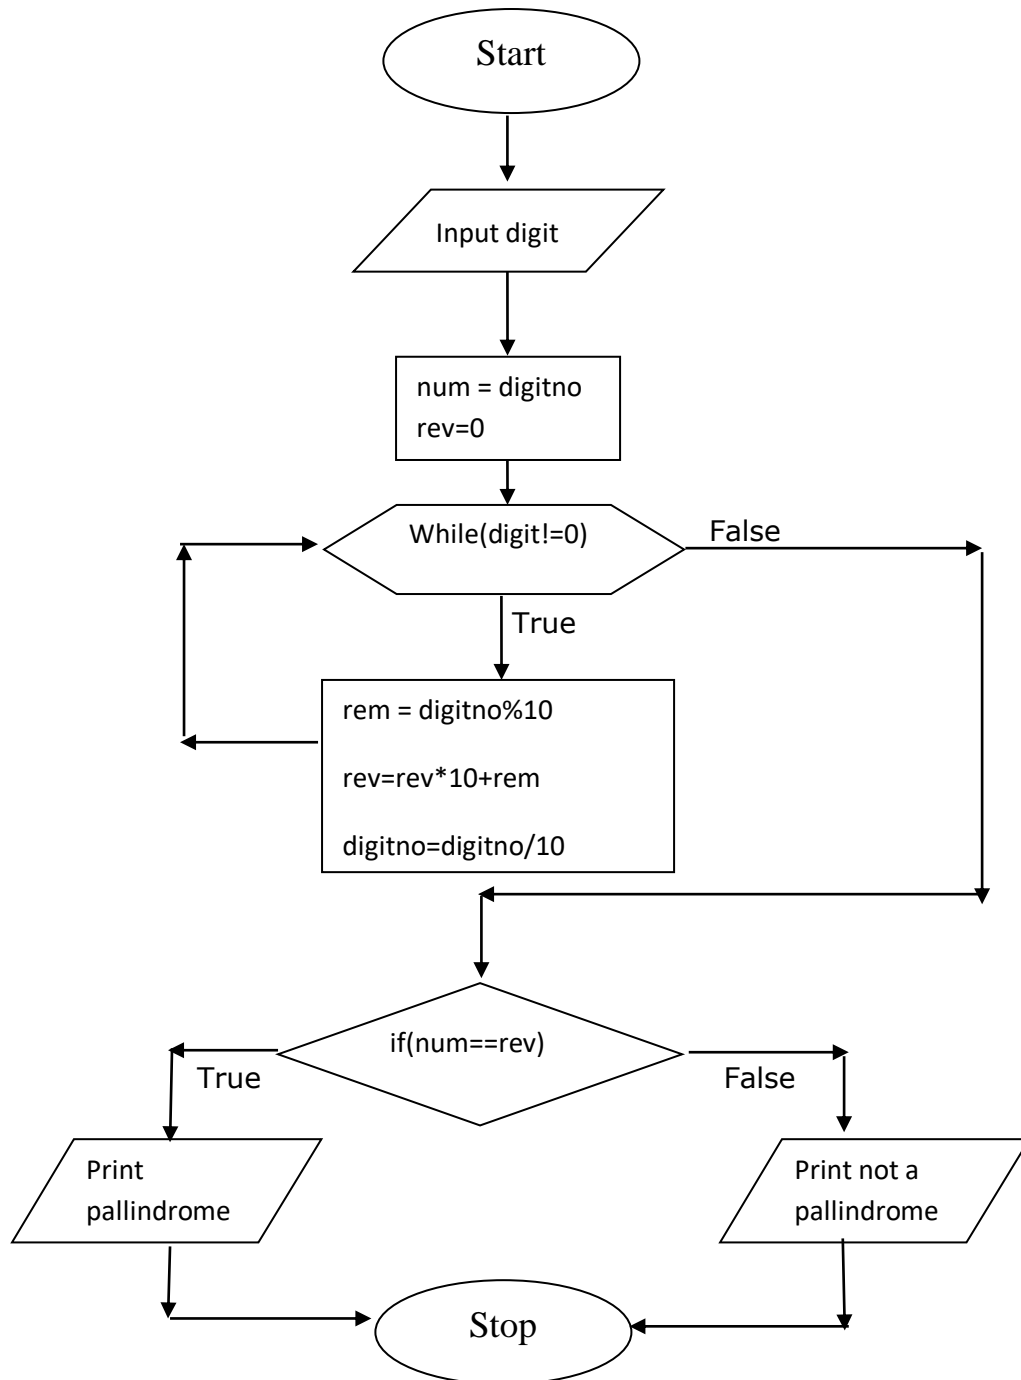 Start
Input digit
num = digitno
rev=0
While(digit!=0)
False
True
rem = digitno%10
rev=rev*10+rem
digitno=digitno/10
if(num==rev)
True
False
Print
pallindrome
Print not a
pallindrome
Stop